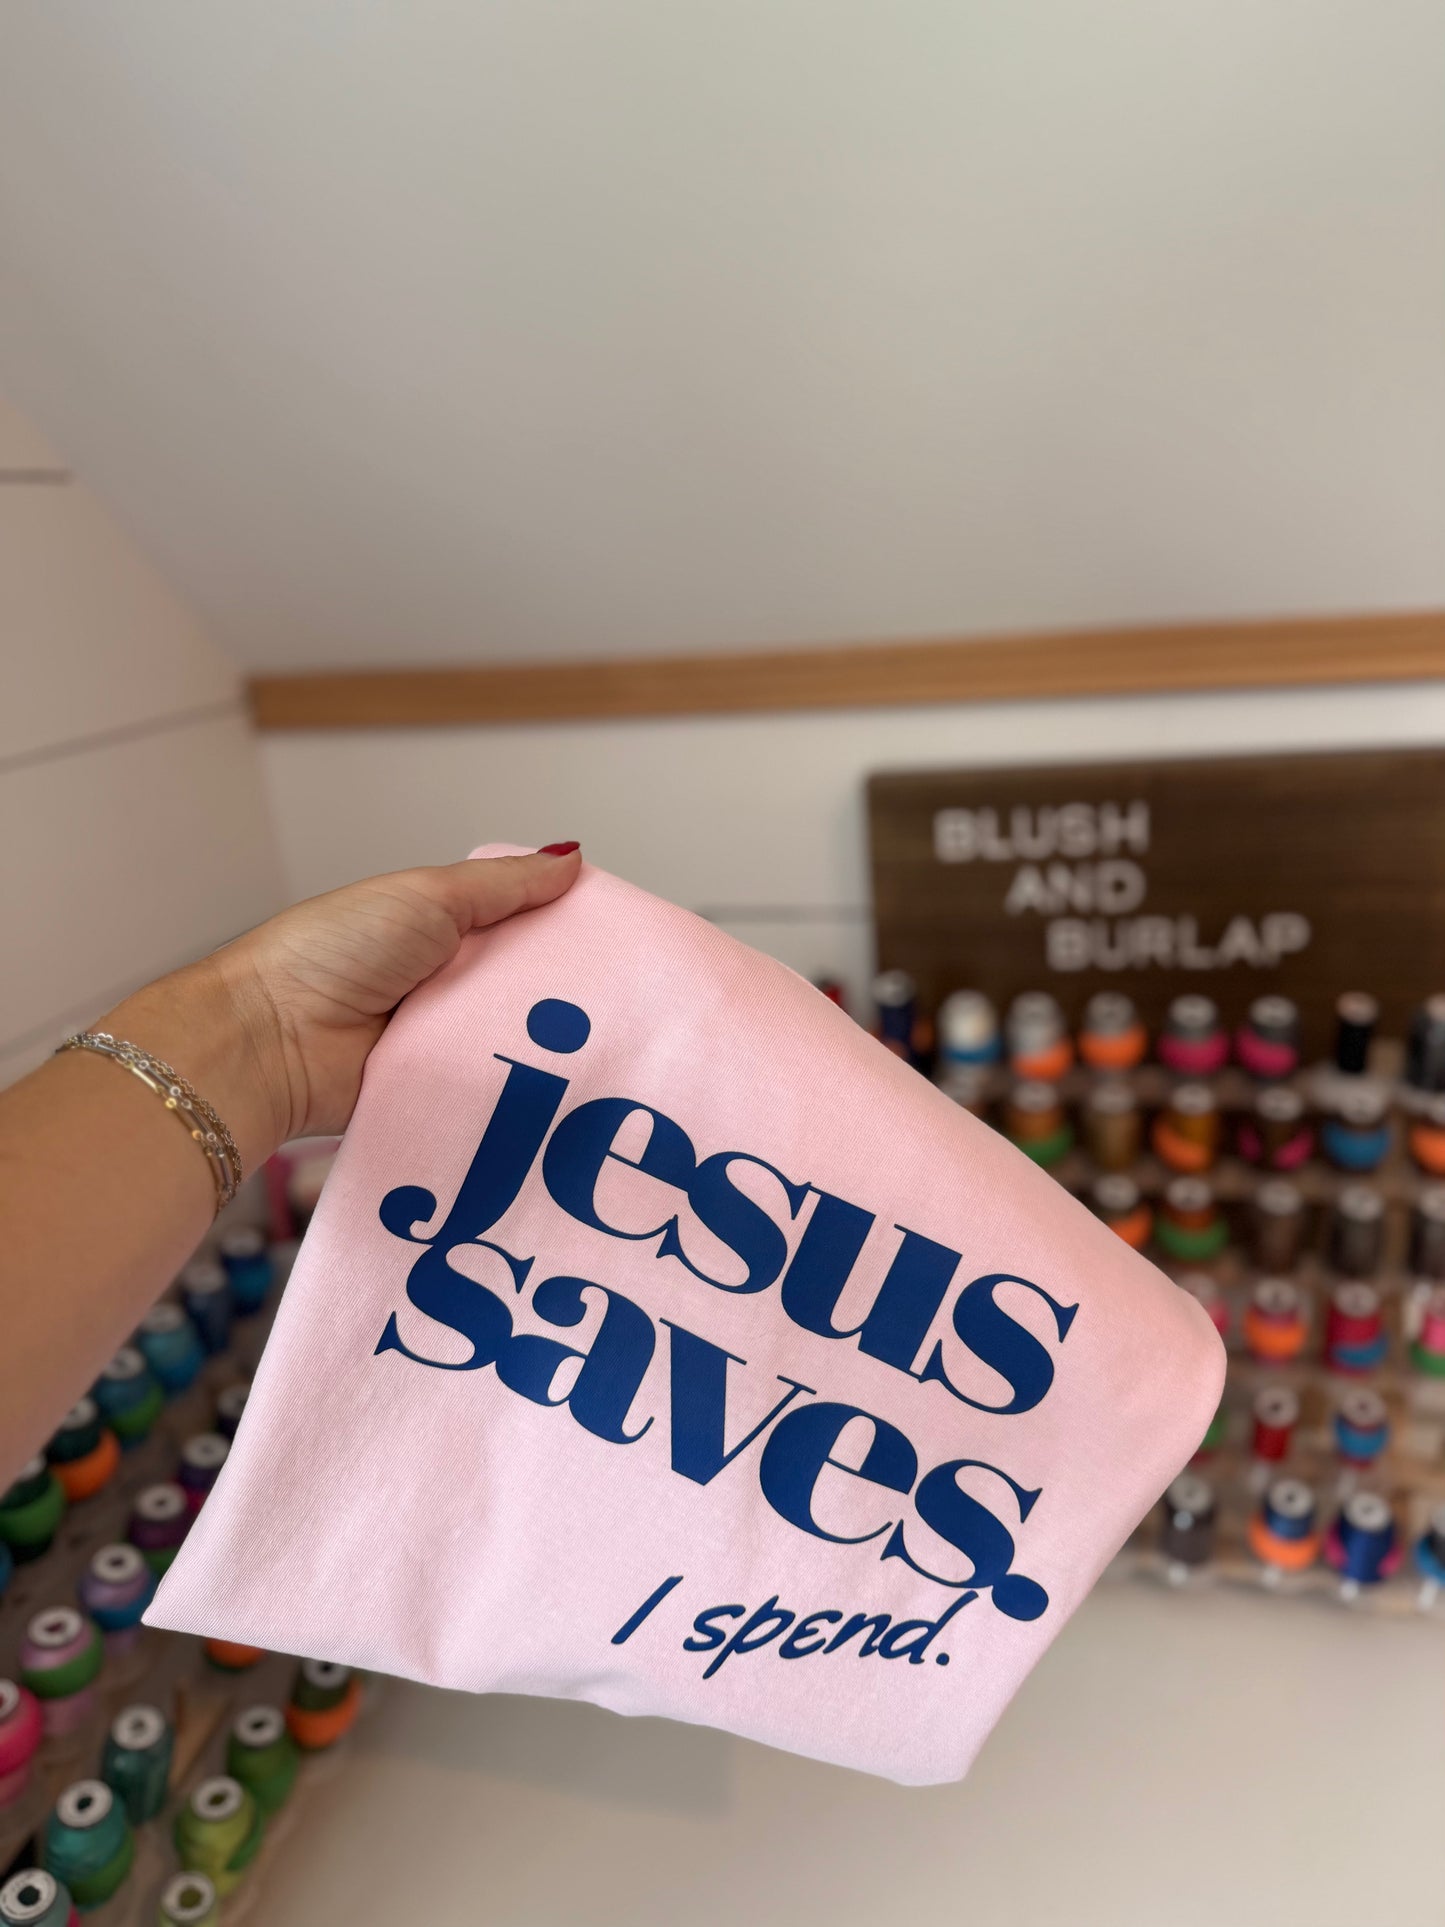 BLUSH
AND
BURLAP
jesus
saves.
I spend.